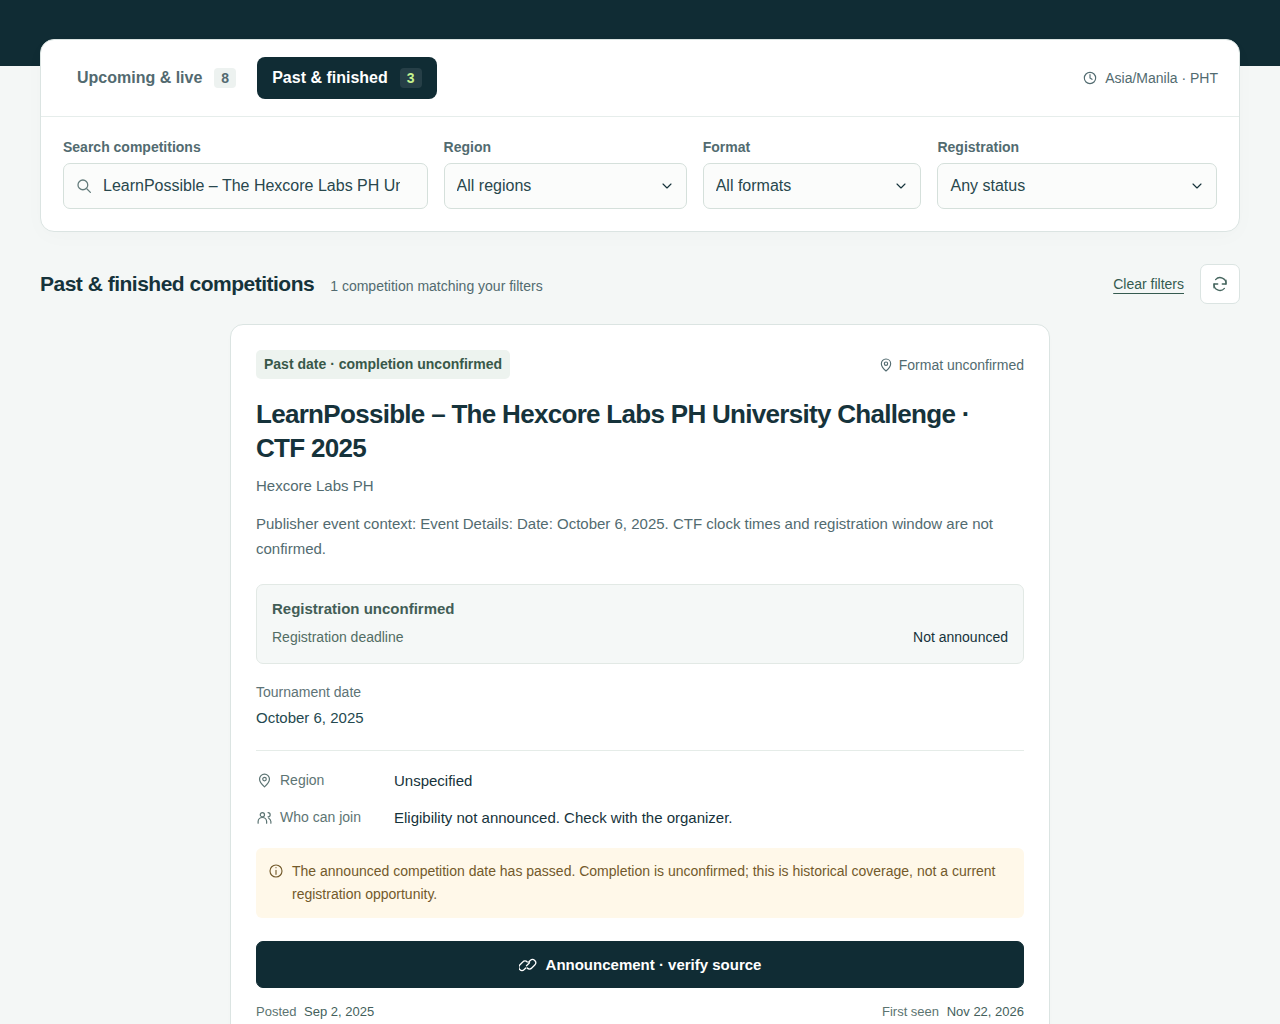 Upcoming & live 8
Past & finished 3
Asia/Manila · PHT
Search competitions
Region
Format
Registration
LearnPossible – The Hexcore Labs PH Ur
All regions
All formats
Any status
Past & finished competitions
1 competition matching your filters
Clear filters
Past date · completion unconfirmed
Format unconfirmed
LearnPossible – The Hexcore Labs PH University Challenge ·
CTF 2025
Hexcore Labs PH
Publisher event context: Event Details: Date: October 6, 2025. CTF clock times and registration window are not
confirmed.
Registration unconfirmed
Registration deadline
Not announced
Tournament date
October 6, 2025
Region
Unspecified
Who can join
Eligibility not announced. Check with the organizer.
The announced competition date has passed. Completion is unconfirmed; this is historical coverage, not a current
registration opportunity.
Announcement · verify source
Posted Sep 2, 2025
First seen Nov 22, 2026